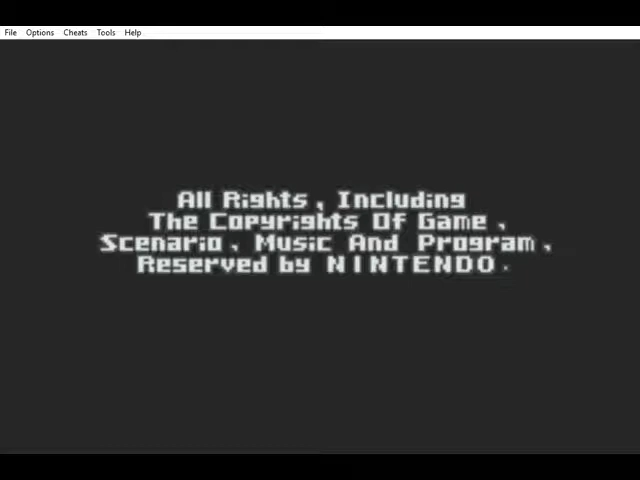 File Options Cheats Tools Help
All Rights, Including
The Copyrights Of Game,
Scenario, Music And Program,
Reserved by NINTENDO.